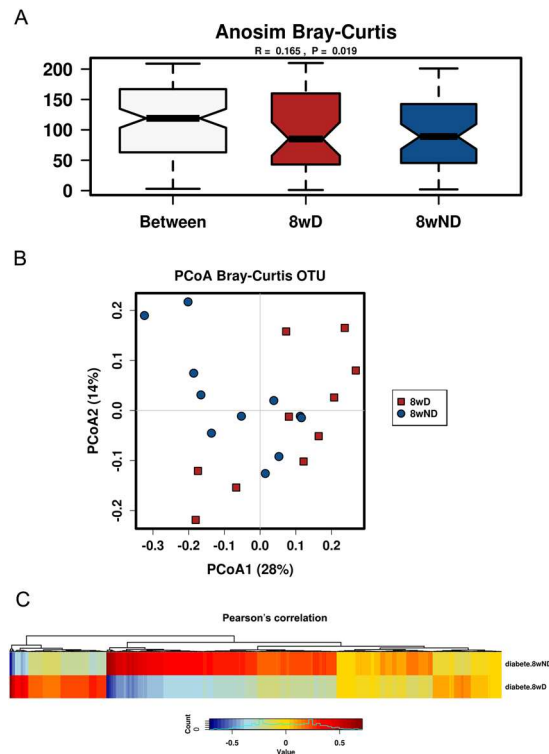 A
Anosim Bray-Curtis
R = 0.165 , P = 0.019
200
150
100
50
0
Between
8wD
8wND
B
PCoA Bray-Curtis OTU
0.2
0.1
0.0
-0.1
-0.2
PCoA2 (14%)
8wD
8wND
-0.3
-0.2
-0.1
0.0
0.1
0.2
PCoA1 (28%)
C
Pearson's correlation
diabete.8wND
diabete.8wD
Count
0
-0.5
0
0.5
Value